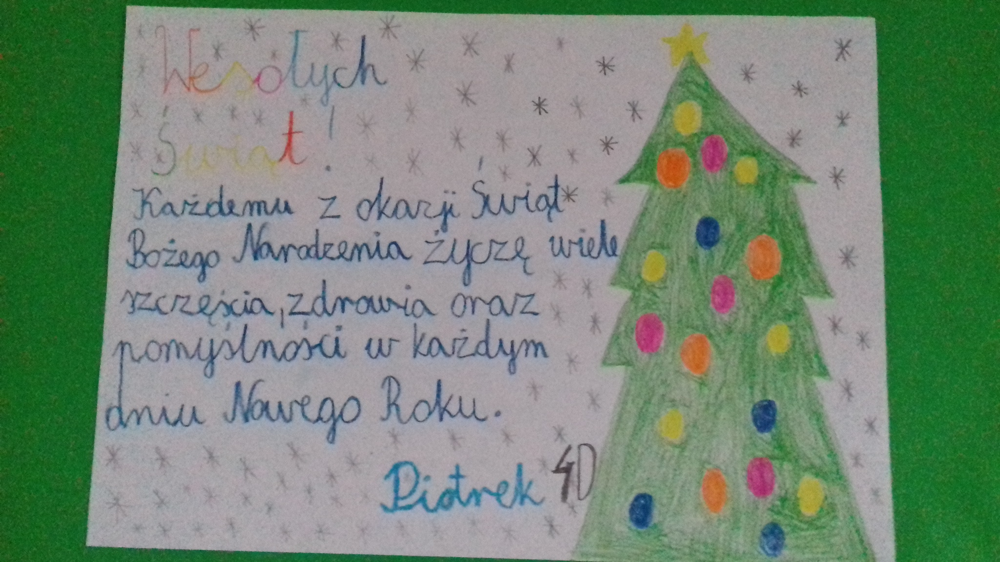 Wesołych
Świąt!
Każdemu z okazji Świąt
Bożego Narodzenia życzę wiele
szczęścia, zdrowia oraz
pomyślności w każdym
dniu Nowego Roku.
Piotrek 4D